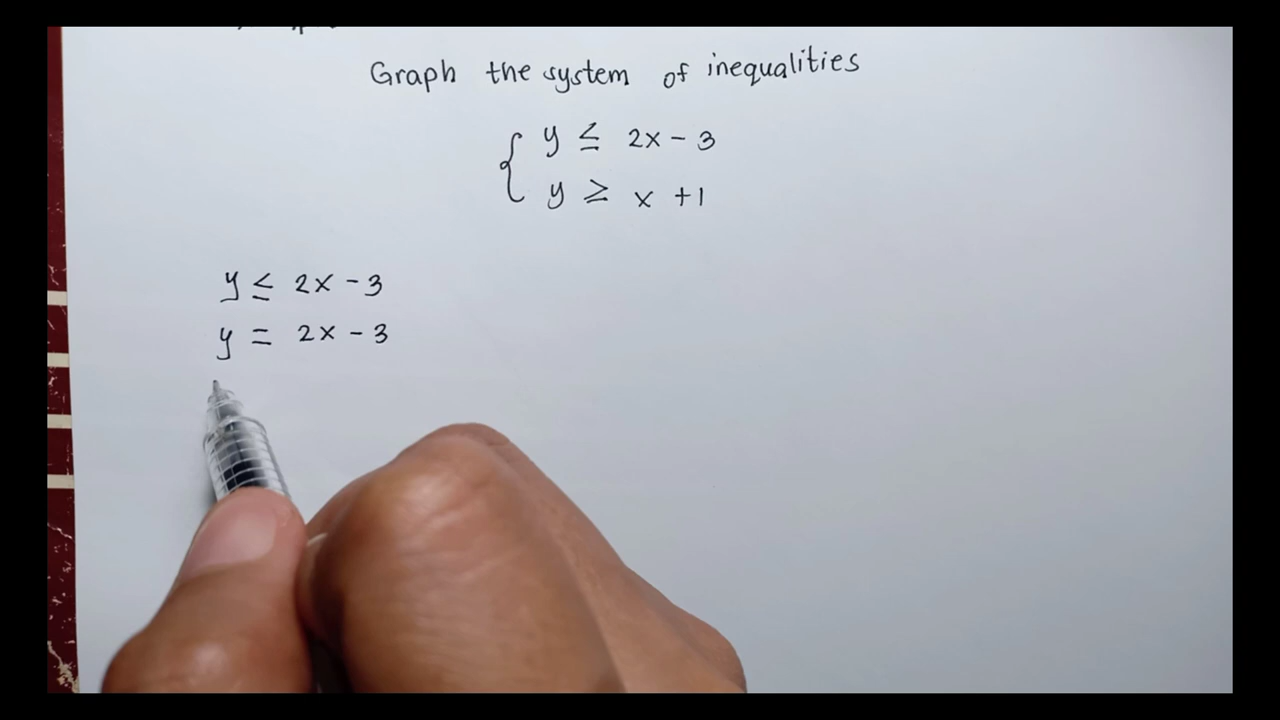 Graph the system of inequalities
{ y ≤ 2x - 3
y ≥ x +1
y ≤ 2x - 3
y = 2x - 3